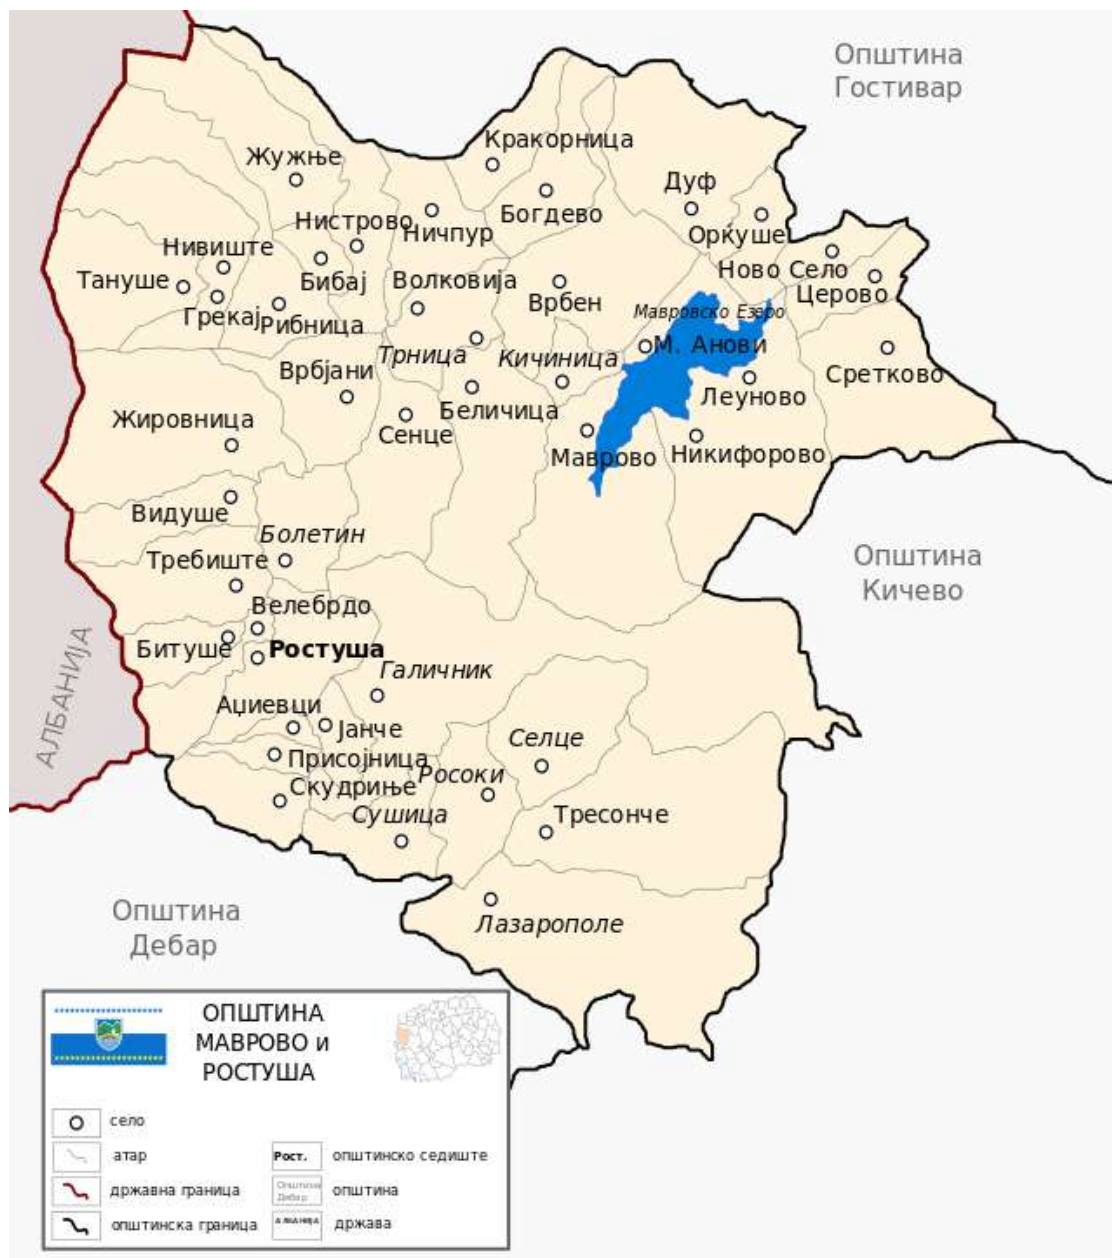 Општина
Гостивар
Кракорница
Жужње
Дуф
Богдево
Нистрово
Ничпур
Оркуше
Нивиште
Ново Село
Тануше
Бибај
Волковија
Врбен
Церово
Грекај
Рибница
Мавровско Езеро
Трница
Кичиница
М. Анови
Врбјани
Сретково
Леуново
Беличица
Жировница
Сенце
Маврово
Никифорово
Видуше
Болетин
Требиште
Општина
Кичево
Велебрдо
Битуше
Ростуша
АЛБАНИЈА
Галичник
Аџиевци
Јанче
Селце
Присојница
Росоки
Скудриње
Сушица
Тресонче
Општина
Дебар
Лазарополе
ОПШТИНА
МАВРОВО и
РОСТУША
село
атар
Рост.
општинско седиште
државна граница
Општина
Дебар
општина
општинска граница
АЛБАНИЈА
држава